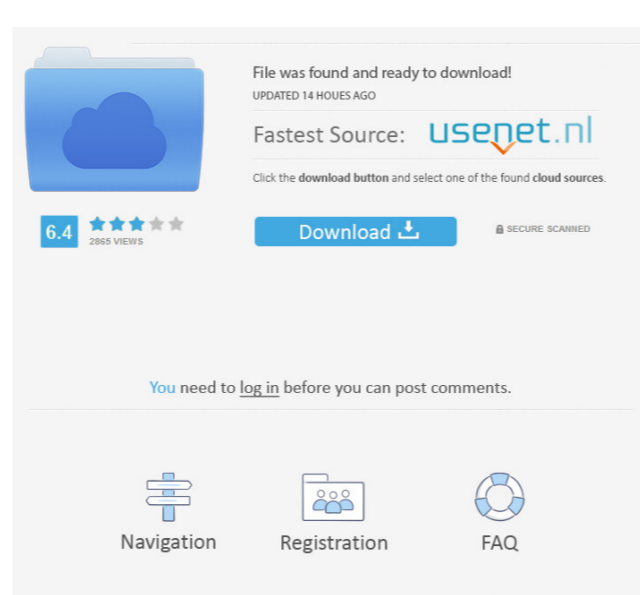 File was found and ready to download!
UPDATED 14 HOUES AGO
Fastest Source: usenet.nl
Click the download button and select one of the found cloud sources.
6.4
2865 VIEWS
Download
SECURE SCANNED
You need to log in before you can post comments.
Navigation
Registration
FAQ